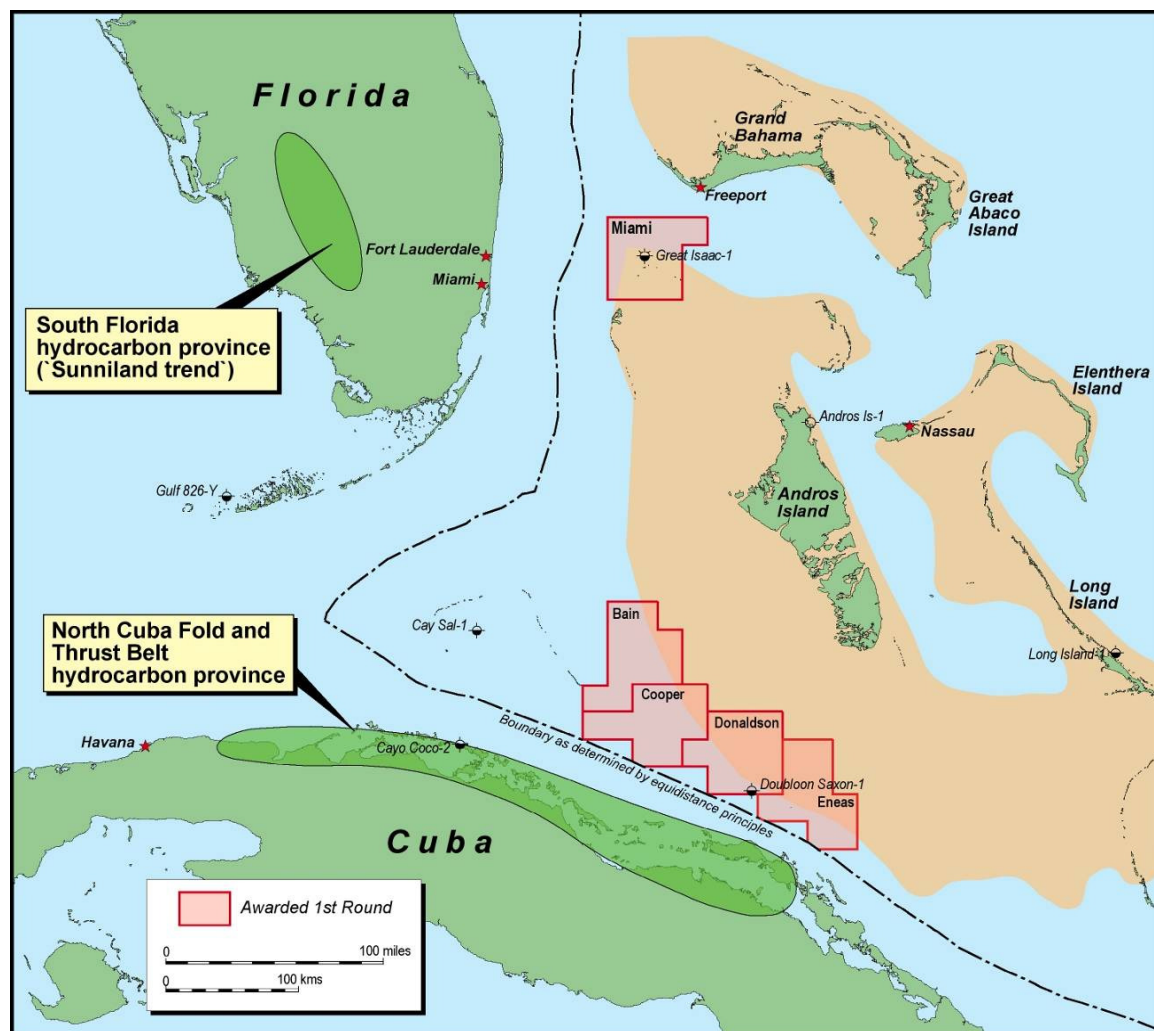 Florida
Grand
Bahama
Freeport
Great
Abaco
Island
Miami
Great Isaac-1
Fort Lauderdale
Miami
South Florida
hydrocarbon province
(`Sunniland trend`)
Elenthera
Island
Andros Is-1
Nassau
Gulf 826-Y
Andros
Island
Long
Island
Long Island-1
Bain
Cay Sal-1
North Cuba Fold and
Thrust Belt
hydrocarbon province
Cooper
Donaldson
Boundary as determined by equidistance principles
Havana
Cayo Coco-2
Doubloon Saxon-1
Eneas
Cuba
Awarded 1st Round
0 100 miles
0 100 kms